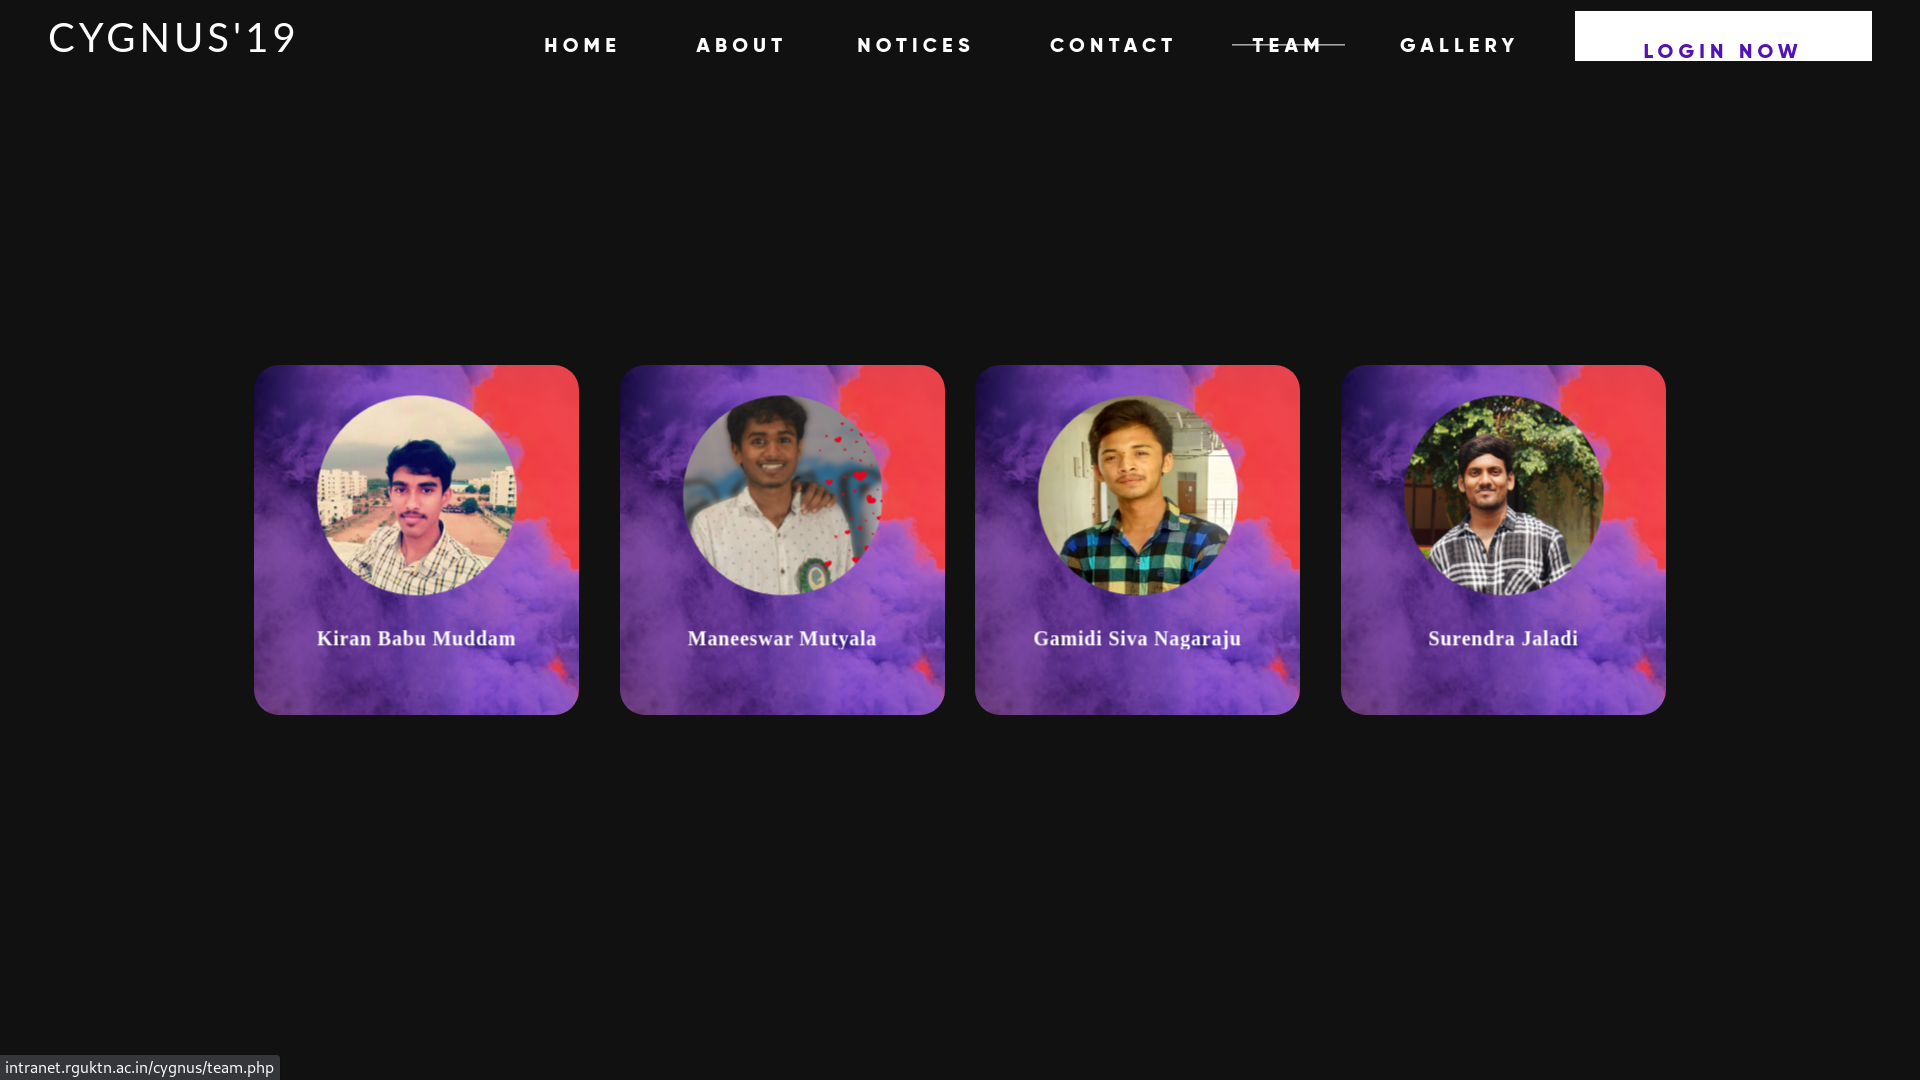 CYGNUS'19
HOME ABOUT NOTICES CONTACT TEAM GALLERY LOGIN NOW
Kiran Babu Muddam Maneeswar Mutyala Gamidi Siva Nagaraju Surendra Jaladi
intranet.rguktn.ac.in/cygnus/team.php